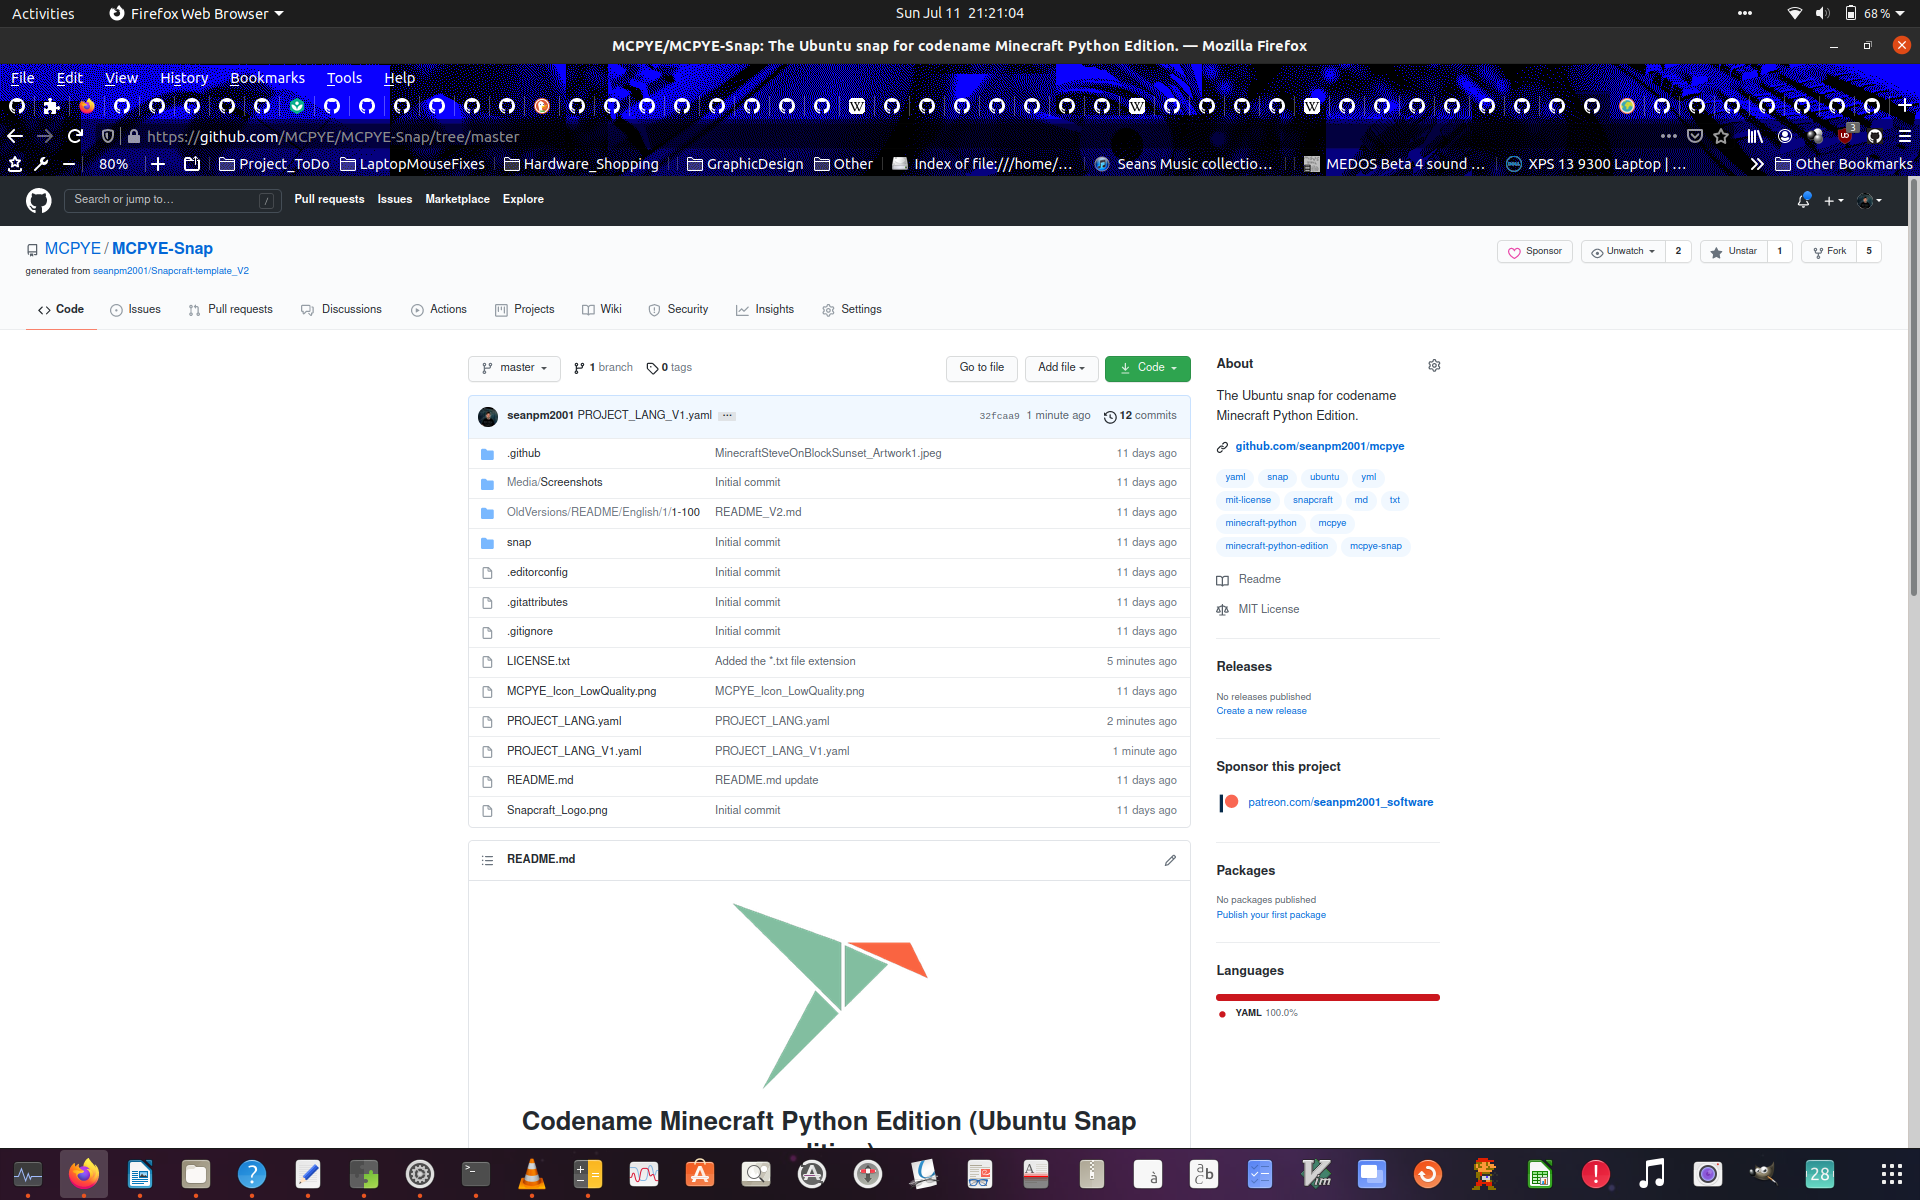 Activities Firefox Web Browser Sun Jul 11 21:21:04 68 %
MCPYE/MCPYE-Snap: The Ubuntu snap for codename Minecraft Python Edition. — Mozilla Firefox
File Edit View History Bookmarks Tools Help
https://github.com/MCPYE/MCPYE-Snap/tree/master 3
80% Project_ToDo LaptopMouseFixes Hardware_Shopping GraphicDesign Other Index of file:///home/… Seans Music collectio… MEDOS Beta 4 sound … XPS 13 9300 Laptop | … Other Bookmarks
Search or jump to… / Pull requests Issues Marketplace Explore
MCPYE / MCPYE-Snap Sponsor Unwatch 2 Unstar 1 Fork 5
generated from seanpm2001/Snapcraft-template_V2
Code Issues Pull requests Discussions Actions Projects Wiki Security Insights Settings
master 1 branch 0 tags Go to file Add file Code
seanpm2001 PROJECT_LANG_V1.yaml ... 32fcaa9 1 minute ago 12 commits
.github MinecraftSteveOnBlockSunset_Artwork1.jpeg 11 days ago
Media/Screenshots Initial commit 11 days ago
OldVersions/README/English/1/1-100 README_V2.md 11 days ago
snap Initial commit 11 days ago
.editorconfig Initial commit 11 days ago
.gitattributes Initial commit 11 days ago
.gitignore Initial commit 11 days ago
LICENSE.txt Added the *.txt file extension 5 minutes ago
MCPYE_Icon_LowQuality.png MCPYE_Icon_LowQuality.png 11 days ago
PROJECT_LANG.yaml PROJECT_LANG.yaml 2 minutes ago
PROJECT_LANG_V1.yaml PROJECT_LANG_V1.yaml 1 minute ago
README.md README.md update 11 days ago
Snapcraft_Logo.png Initial commit 11 days ago
README.md
Codename Minecraft Python Edition (Ubuntu Snap
About
The Ubuntu snap for codename
Minecraft Python Edition.
github.com/seanpm2001/mcpye
yaml snap ubuntu yml
mit-license snapcraft md txt
minecraft-python mcpye
minecraft-python-edition mcpye-snap
Readme
MIT License
Releases
No releases published
Create a new release
Sponsor this project
patreon.com/seanpm2001_software
Packages
No packages published
Publish your first package
Languages
YAML 100.0%
28